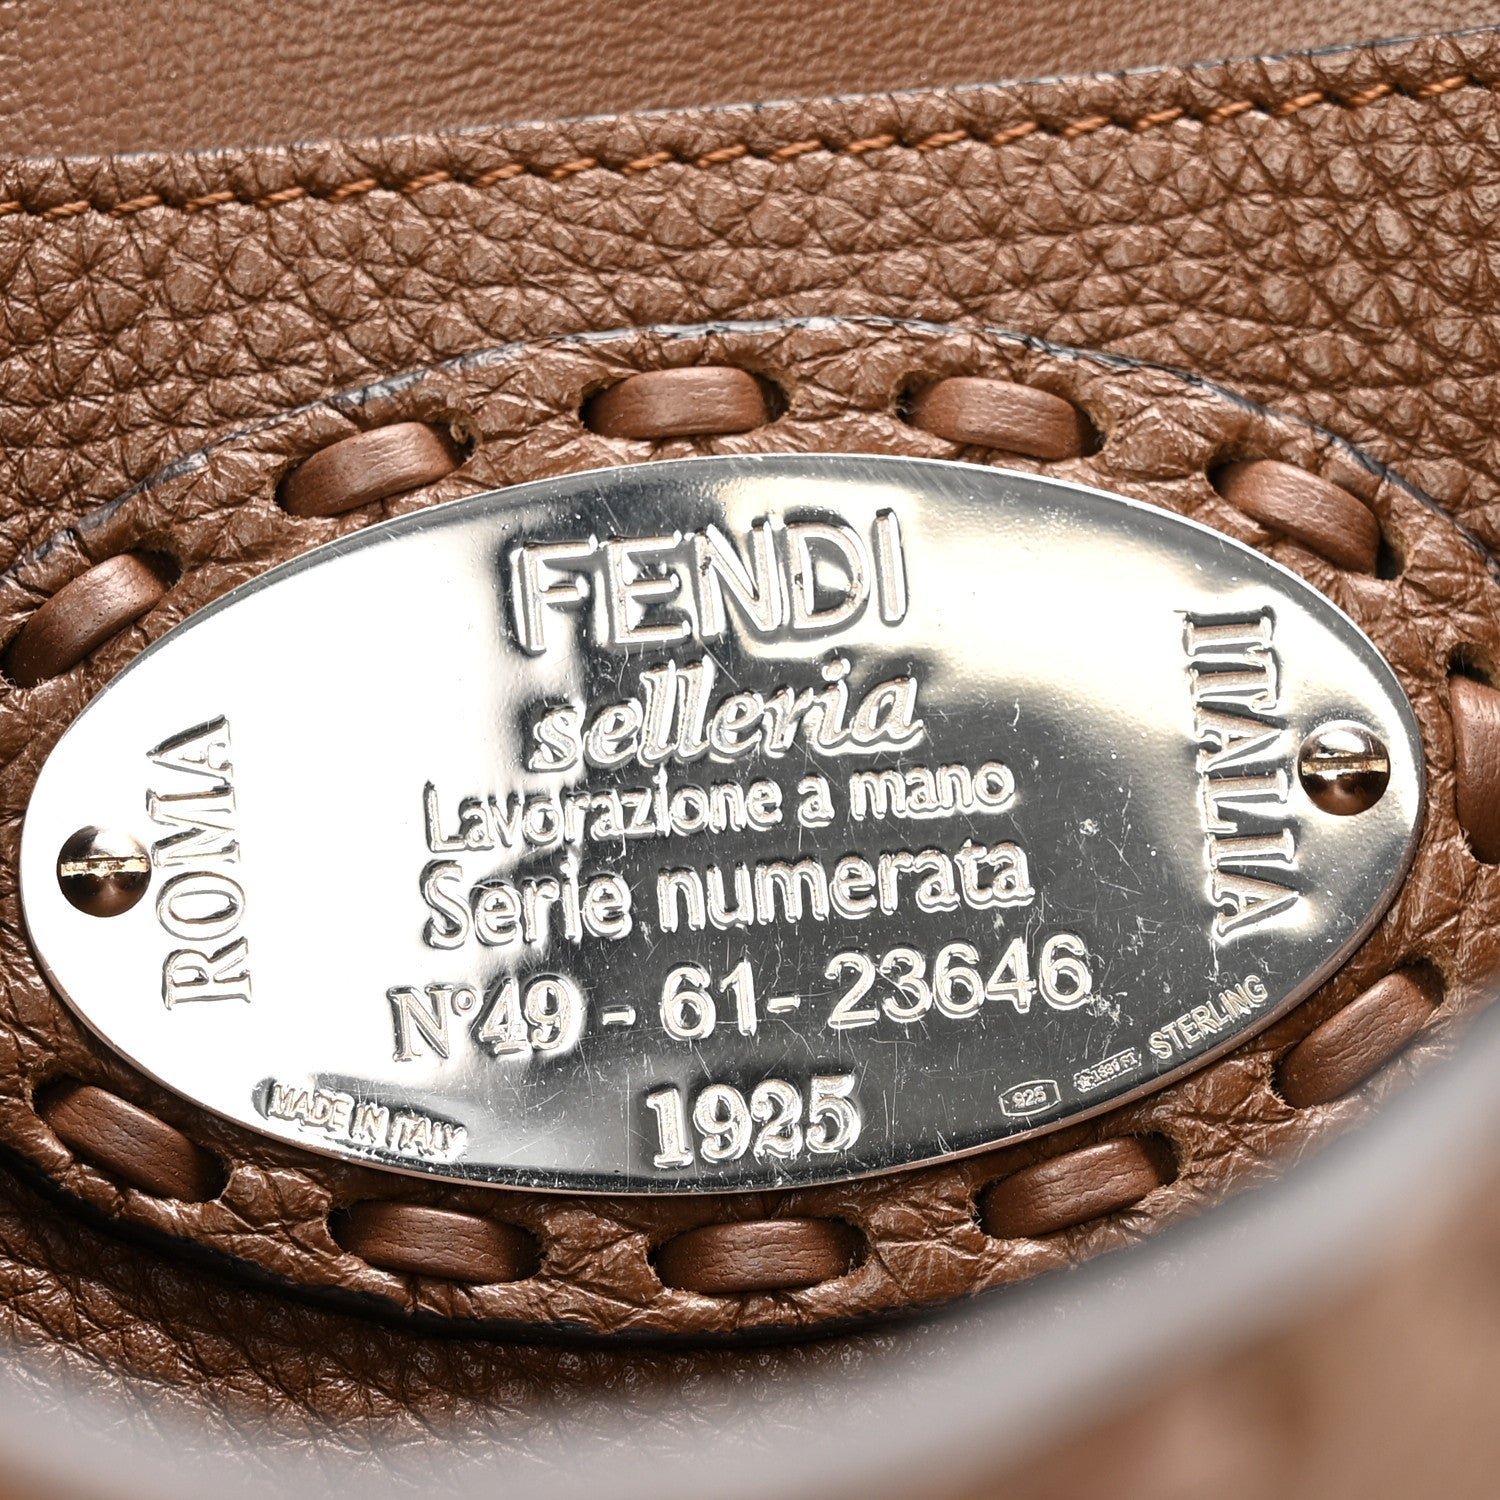 FENDI
selleria
Lavorazione a mano
Serie numerata
N° 49 - 61 - 23646
1925
ROMA
ITALIA
MADE IN ITALY
925
STERLING